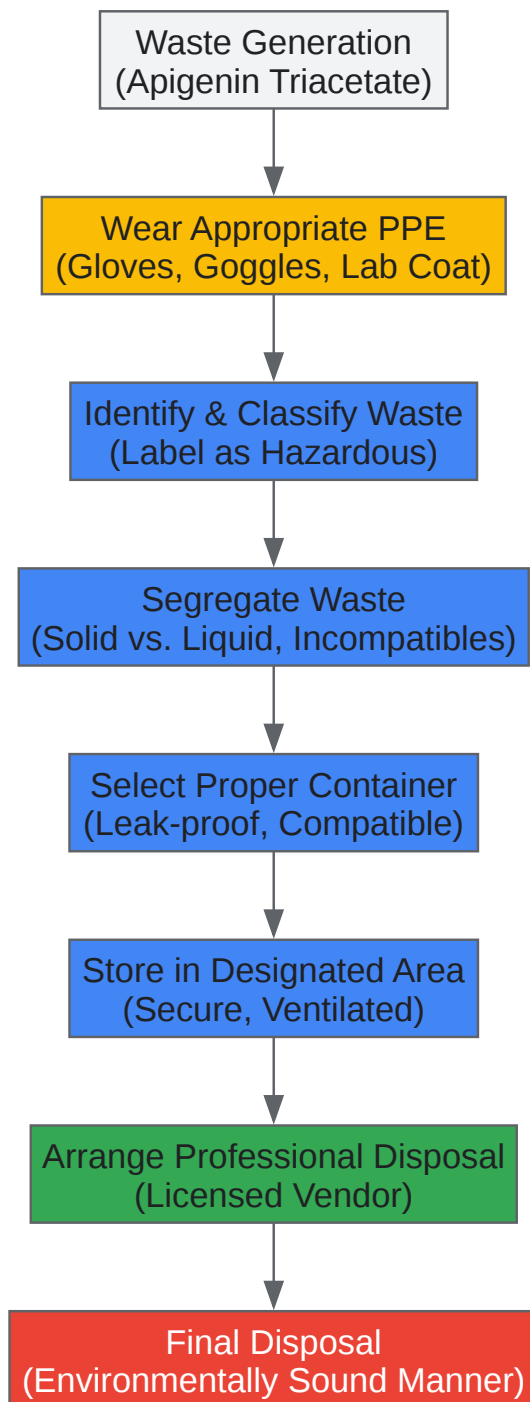 Waste Generation
(Apigenin Triacetate)
Wear Appropriate PPE
(Gloves, Goggles, Lab Coat)
Identify & Classify Waste
(Label as Hazardous)
Segregate Waste
(Solid vs. Liquid, Incompatibles)
Select Proper Container
(Leak-proof, Compatible)
Store in Designated Area
(Secure, Ventilated)
Arrange Professional Disposal
(Licensed Vendor)
Final Disposal
(Environmentally Sound Manner)